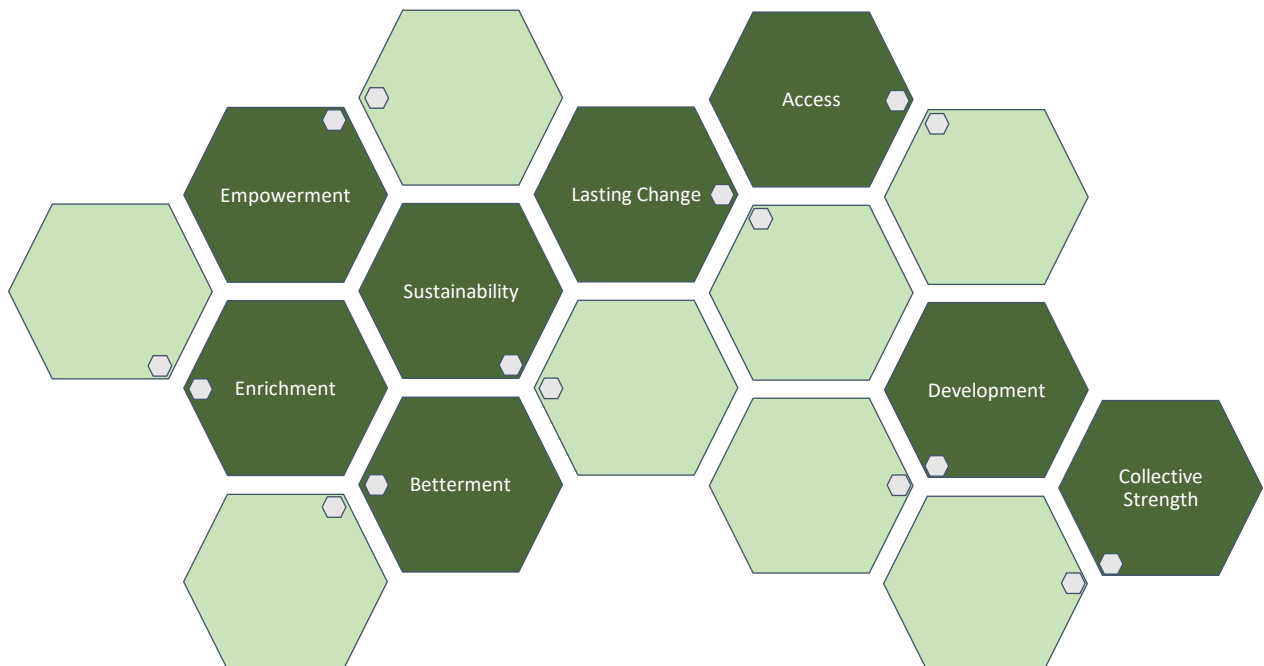 Access
Empowerment
Lasting Change
Sustainability
Enrichment
Development
Betterment
Collective
Strength